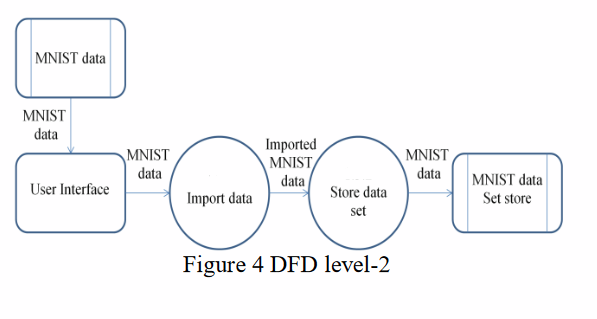 MNIST data
MNIST
data
User Interface
MNIST
data
Import data
Imported
MNIST
data
Store data
set
MNIST
data
MNIST data
Set store
Figure 4 DFD level-2